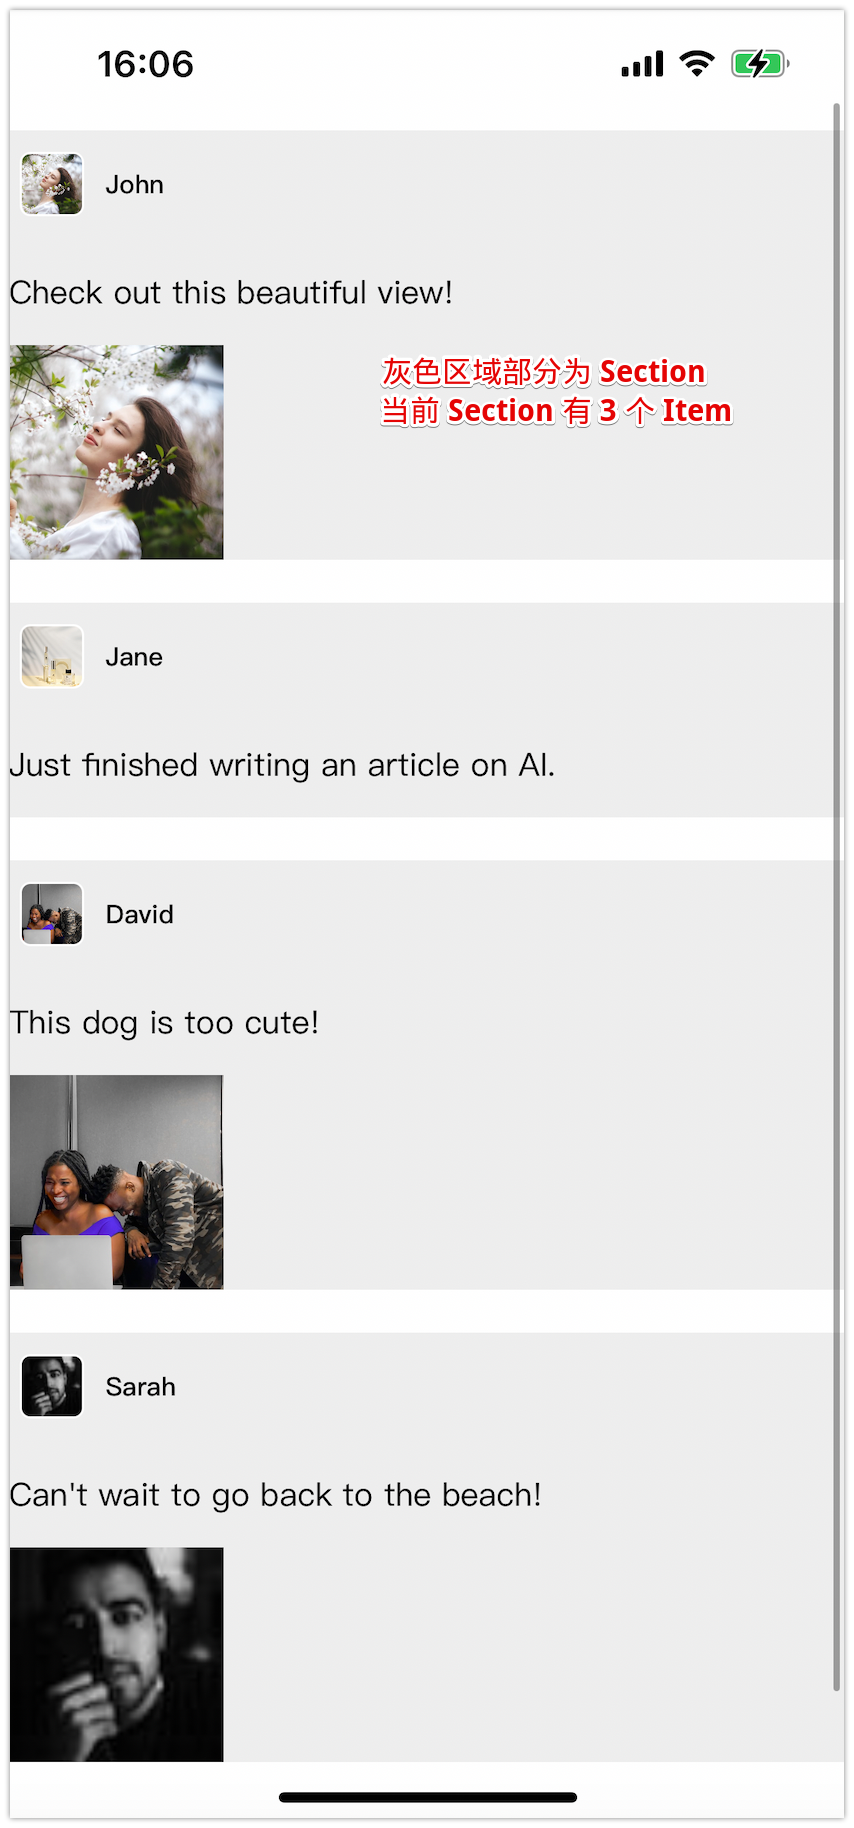 16:06
John
Check out this beautiful view!
灰色区域部分为 Section
当前 Section 有 3 个 Item
Jane
Just finished writing an article on AI.
David
This dog is too cute!
Sarah
Can't wait to go back to the beach!